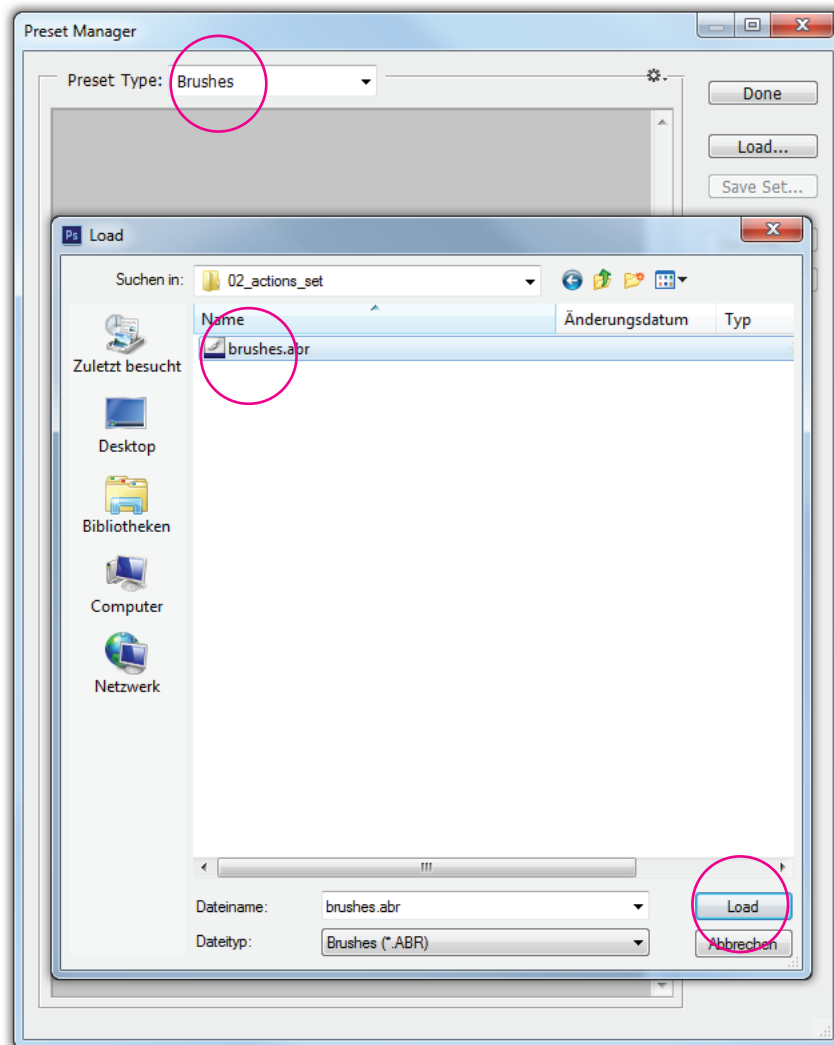 Preset Manager
Preset Type: Brushes
Done
Load...
Save Set...
Ps Load
Suchen in: 02_actions_set
Name Änderungsdatum Typ
brushes.abr
Zuletzt besucht
Desktop
Bibliotheken
Computer
Netzwerk
Dateiname: brushes.abr Load
Dateityp: Brushes (*.ABR) Abbrechen